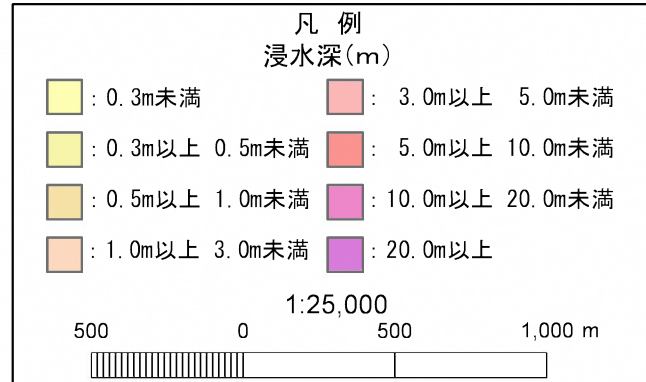 凡 例
浸水深(m)
: 0.3m未満
: 0.3m以上 0.5m未満
: 0.5m以上 1.0m未満
: 1.0m以上 3.0m未満
: 3.0m以上 5.0m未満
: 5.0m以上 10.0m未満
: 10.0m以上 20.0m未満
: 20.0m以上
1:25,000
500 0 500 1,000 m